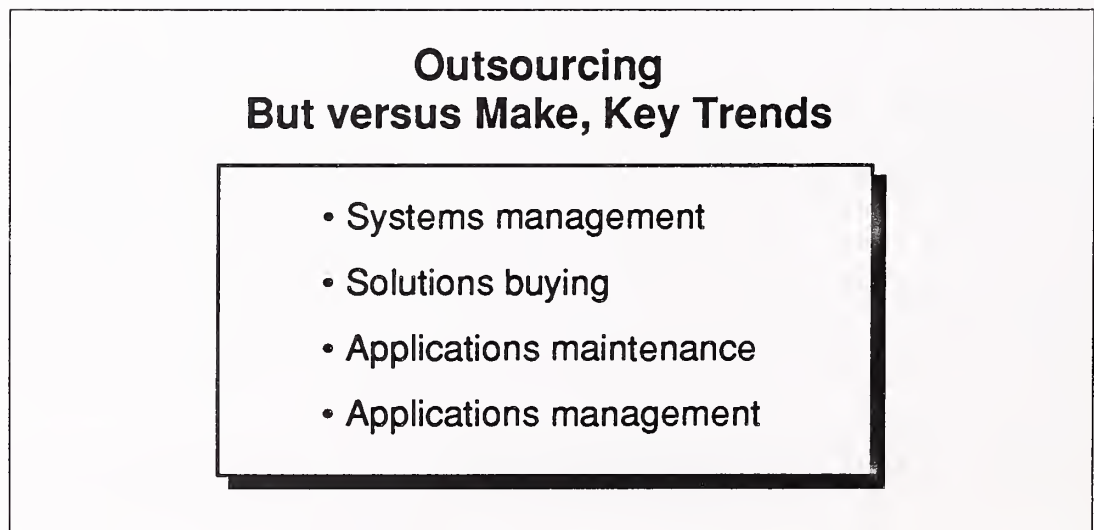 Outsourcing
But versus Make, Key Trends
• Systems management
• Solutions buying
• Applications maintenance
• Applications management